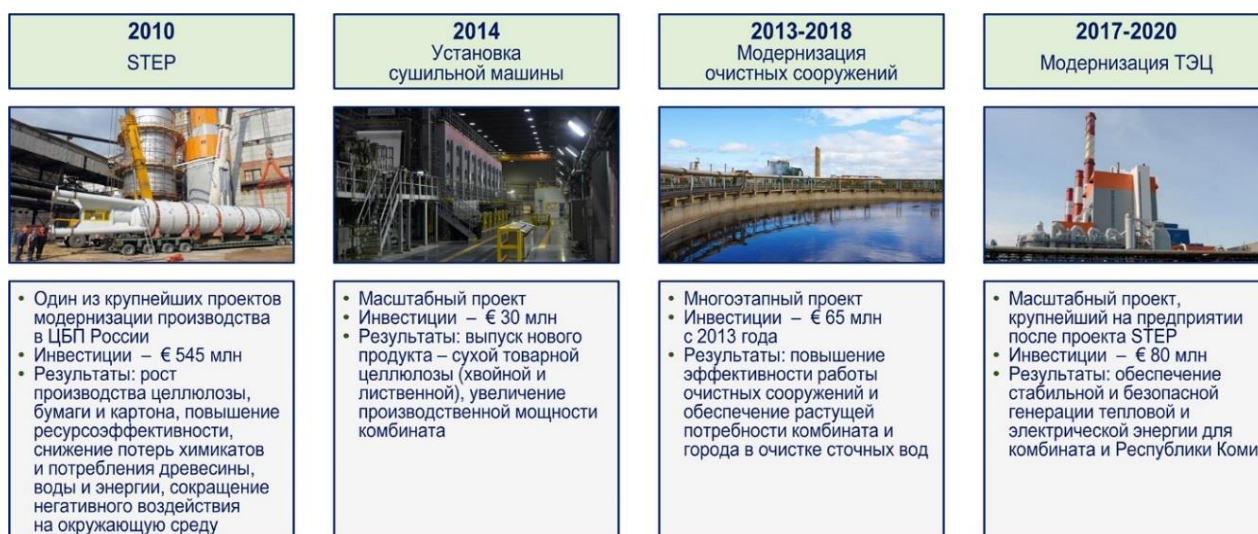 2010
STEP
• Один из крупнейших проектов
модернизации производства
в ЦБП России
• Инвестиции – € 545 млн
• Результаты: рост
производства целлюлозы,
бумаги и картона, повышение
ресурсоэффективности,
снижение потерь химикатов
и потребления древесины,
воды и энергии, сокращение
негативного воздействия
на окружающую среду
2014
Установка
сушильной машины
• Масштабный проект
• Инвестиции – € 30 млн
• Результаты: выпуск нового
продукта – сухой товарной
целлюлозы (хвойной и
лиственной), увеличение
производственной мощности
комбината
2013-2018
Модернизация
очистных сооружений
• Многоэтапный проект
• Инвестиции – € 65 млн
с 2013 года
• Результаты: повышение
эффективности работы
очистных сооружений и
обеспечение растущей
потребности комбината и
города в очистке сточных вод
2017-2020
Модернизация ТЭЦ
• Масштабный проект,
крупнейший на предприятии
после проекта STEP
• Инвестиции – € 80 млн
• Результаты: обеспечение
стабильной и безопасной
генерации тепловой и
электрической энергии для
комбината и Республики Коми